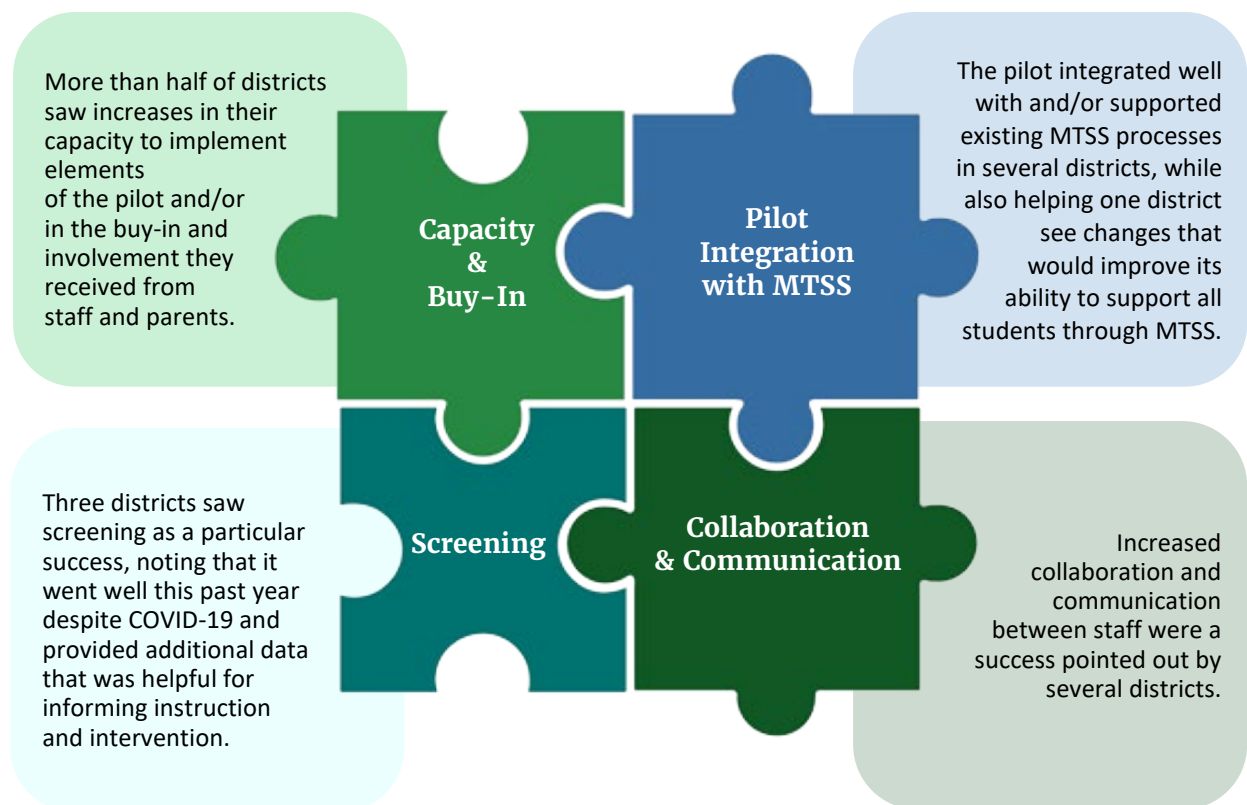 More than half of districts
saw increases in their
capacity to implement
elements
of the pilot and/or
in the buy-in and
involvement they
received from
staff and parents.
Capacity
&
Buy-In
Pilot
Integration
with MTSS
The pilot integrated well
with and/or supported
existing MTSS processes
in several districts, while
also helping one district
see changes that
would improve its
ability to support all
students through MTSS.
Three districts saw
screening as a particular
success, noting that it
went well this past year
despite COVID-19 and
provided additional data
that was helpful for
informing instruction
and intervention.
Screening
Collaboration
& Communication
Increased
collaboration and
communication
between staff were a
success pointed out by
several districts.